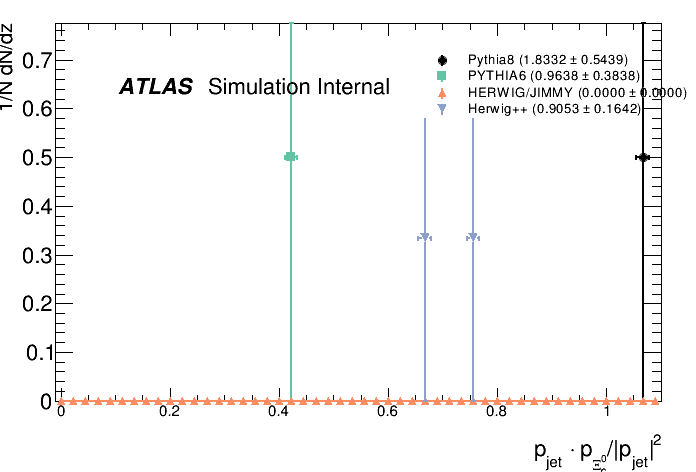 1/N dN/dz
0.7
0.6
0.5
0.4
0.3
0.2
0.1
0
ATLAS Simulation Internal
Pythia8 (1.8332 ± 0.5439)
PYTHIA6 (0.9638 ± 0.3838)
HERWIG/JIMMY (0.0000 ± 0.0000)
Herwig++ (0.9053 ± 0.1642)
0 0.2 0.4 0.6 0.8 1
p_jet · p_Ξ⁰/|p_jet|²